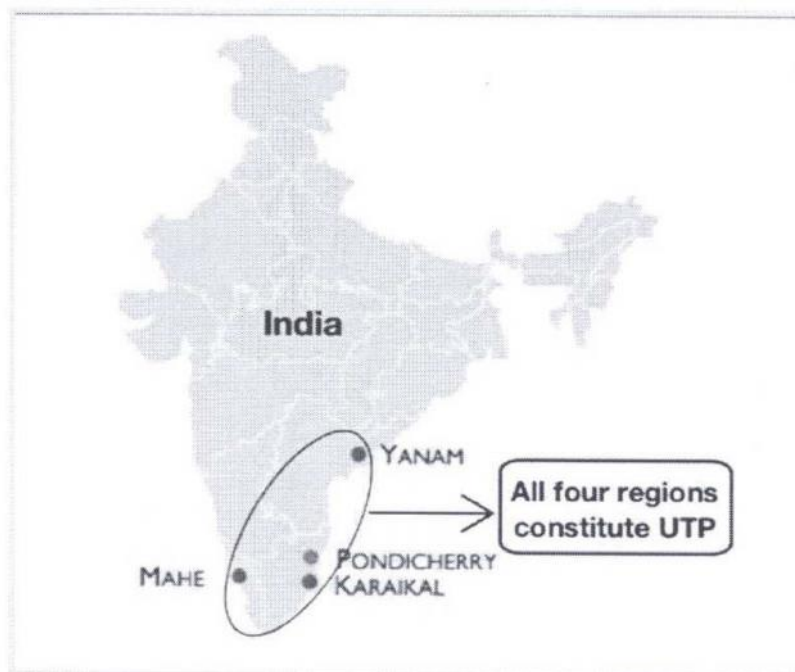 India
YANAM
All four regions
constitute UTP
PONDICHERRY
MAHE
KARAIKAL